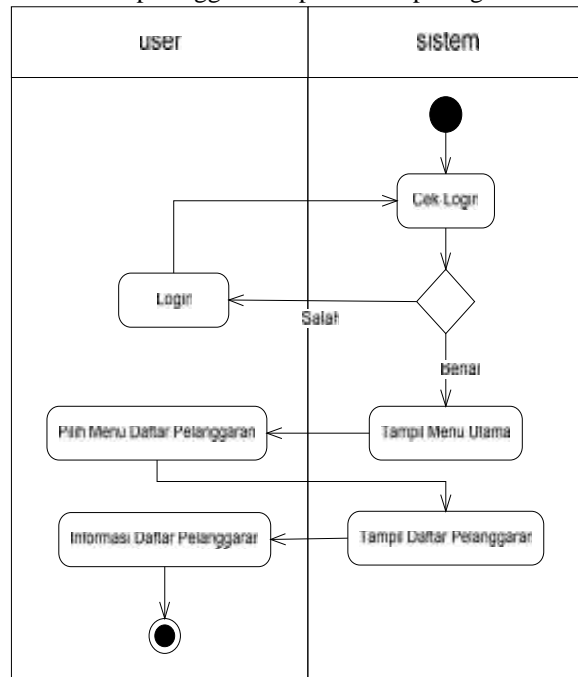 user
sistem
Cek Login
Login
Salah
Benar
Pilih Menu Daftar Pelanggaran
Tampil Menu Utama
Informasi Daftar Pelanggaran
Tampil Daftar Pelanggaran